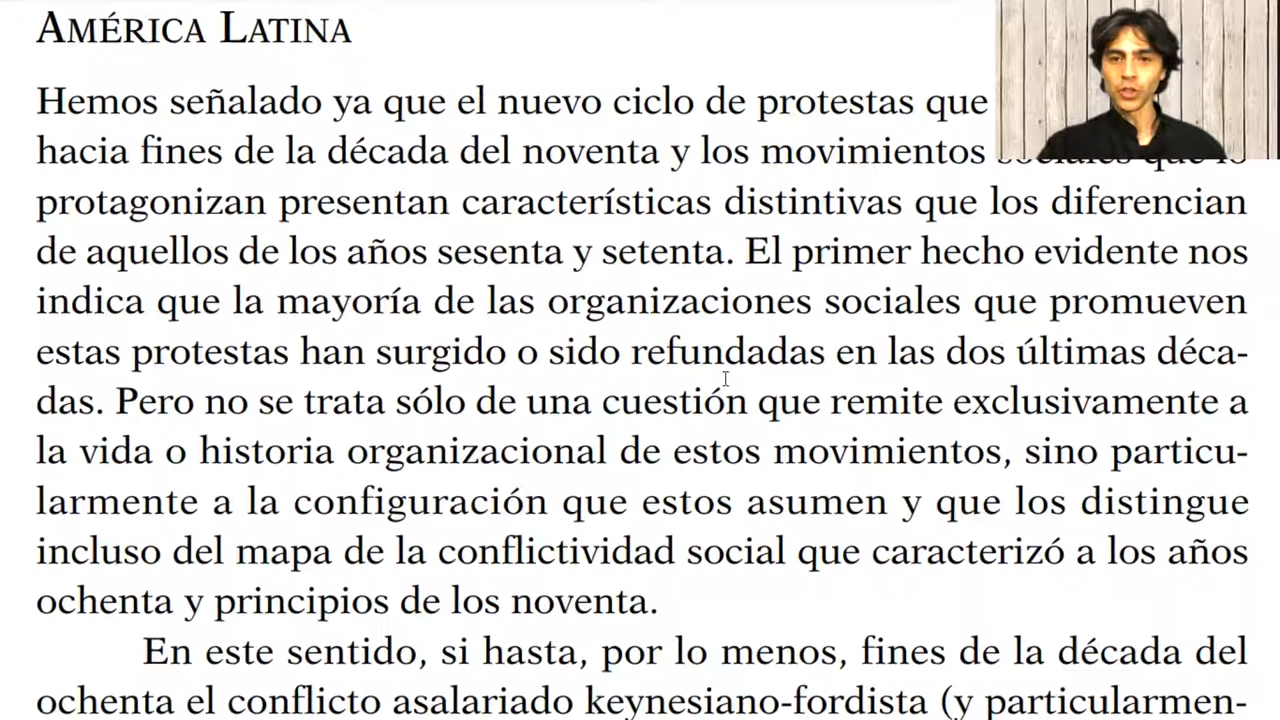 AMÉRICA LATINA
Hemos señalado ya que el nuevo ciclo de protestas que
hacia fines de la década del noventa y los movimientos sociales que lo
protagonizan presentan características distintivas que los diferencian
de aquellos de los años sesenta y setenta. El primer hecho evidente nos
indica que la mayoría de las organizaciones sociales que promueven
estas protestas han surgido o sido refundadas en las dos últimas déca-
das. Pero no se trata sólo de una cuestión que remite exclusivamente a
la vida o historia organizacional de estos movimientos, sino particu-
larmente a la configuración que estos asumen y que los distingue
incluso del mapa de la conflictividad social que caracterizó a los años
ochenta y principios de los noventa.
En este sentido, si hasta, por lo menos, fines de la década del
ochenta el conflicto asalariado keynesiano-fordista (y particularmen-